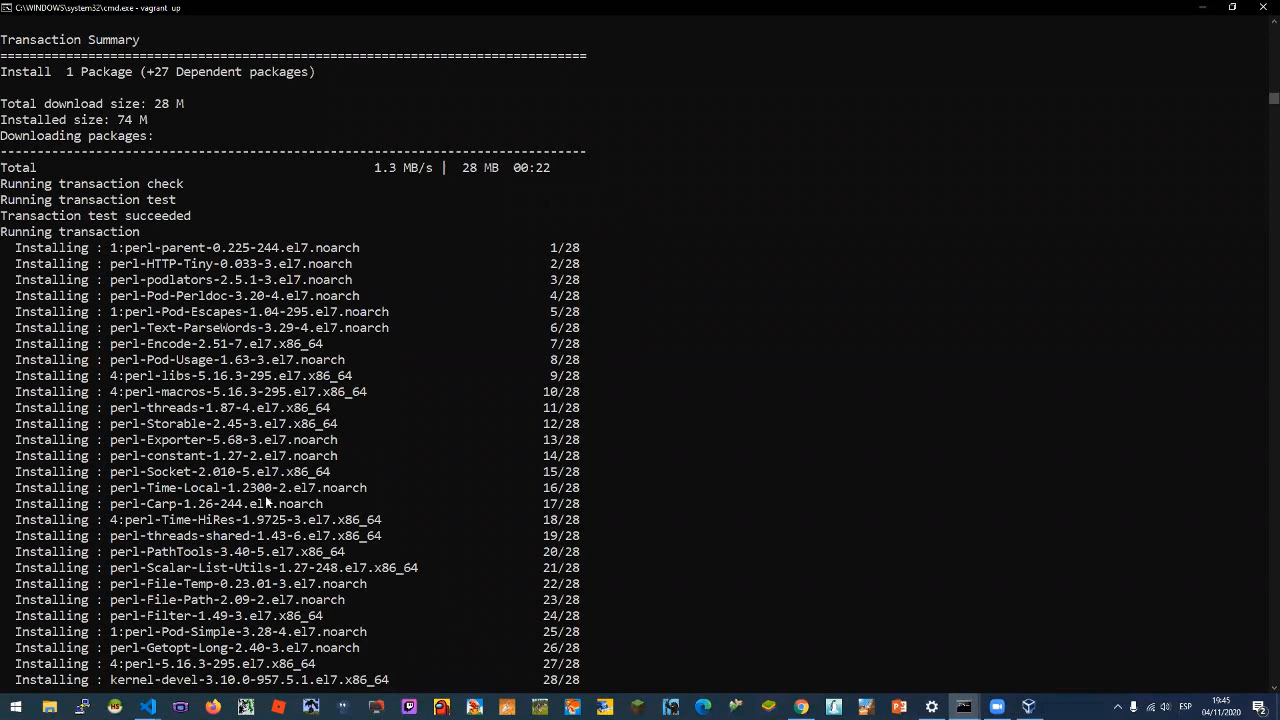 C:\WINDOWS\system32\cmd.exe - vagrant up
Transaction Summary
================================================================================
Install  1 Package (+27 Dependent packages)
Total download size: 28 M
Installed size: 74 M
Downloading packages:
--------------------------------------------------------------------------------
Total 1.3 MB/s | 28 MB 00:22
Running transaction check
Running transaction test
Transaction test succeeded
Running transaction
Installing : 1:perl-parent-0.225-244.el7.noarch 1/28
Installing : perl-HTTP-Tiny-0.033-3.el7.noarch 2/28
Installing : perl-podlators-2.5.1-3.el7.noarch 3/28
Installing : perl-Pod-Perldoc-3.20-4.el7.noarch 4/28
Installing : 1:perl-Pod-Escapes-1.04-295.el7.noarch 5/28
Installing : perl-Text-ParseWords-3.29-4.el7.noarch 6/28
Installing : perl-Encode-2.51-7.el7.x86_64 7/28
Installing : perl-Pod-Usage-1.63-3.el7.noarch 8/28
Installing : 4:perl-libs-5.16.3-295.el7.x86_64 9/28
Installing : 4:perl-macros-5.16.3-295.el7.x86_64 10/28
Installing : perl-threads-1.87-4.el7.x86_64 11/28
Installing : perl-Storable-2.45-3.el7.x86_64 12/28
Installing : perl-Exporter-5.68-3.el7.noarch 13/28
Installing : perl-constant-1.27-2.el7.noarch 14/28
Installing : perl-Socket-2.010-5.el7.x86_64 15/28
Installing : perl-Time-Local-1.2300-2.el7.noarch 16/28
Installing : perl-Carp-1.26-244.el7.noarch 17/28
Installing : 4:perl-Time-HiRes-1.9725-3.el7.x86_64 18/28
Installing : perl-threads-shared-1.43-6.el7.x86_64 19/28
Installing : perl-PathTools-3.40-5.el7.x86_64 20/28
Installing : perl-Scalar-List-Utils-1.27-248.el7.x86_64 21/28
Installing : perl-File-Temp-0.23.01-3.el7.noarch 22/28
Installing : perl-File-Path-2.09-2.el7.noarch 23/28
Installing : perl-Filter-1.49-3.el7.x86_64 24/28
Installing : 1:perl-Pod-Simple-3.28-4.el7.noarch 25/28
Installing : perl-Getopt-Long-2.40-3.el7.noarch 26/28
Installing : 4:perl-5.16.3-295.el7.x86_64 27/28
Installing : kernel-devel-3.10.0-957.5.1.el7.x86_64 28/28
ESP
19:45
04/11/2020